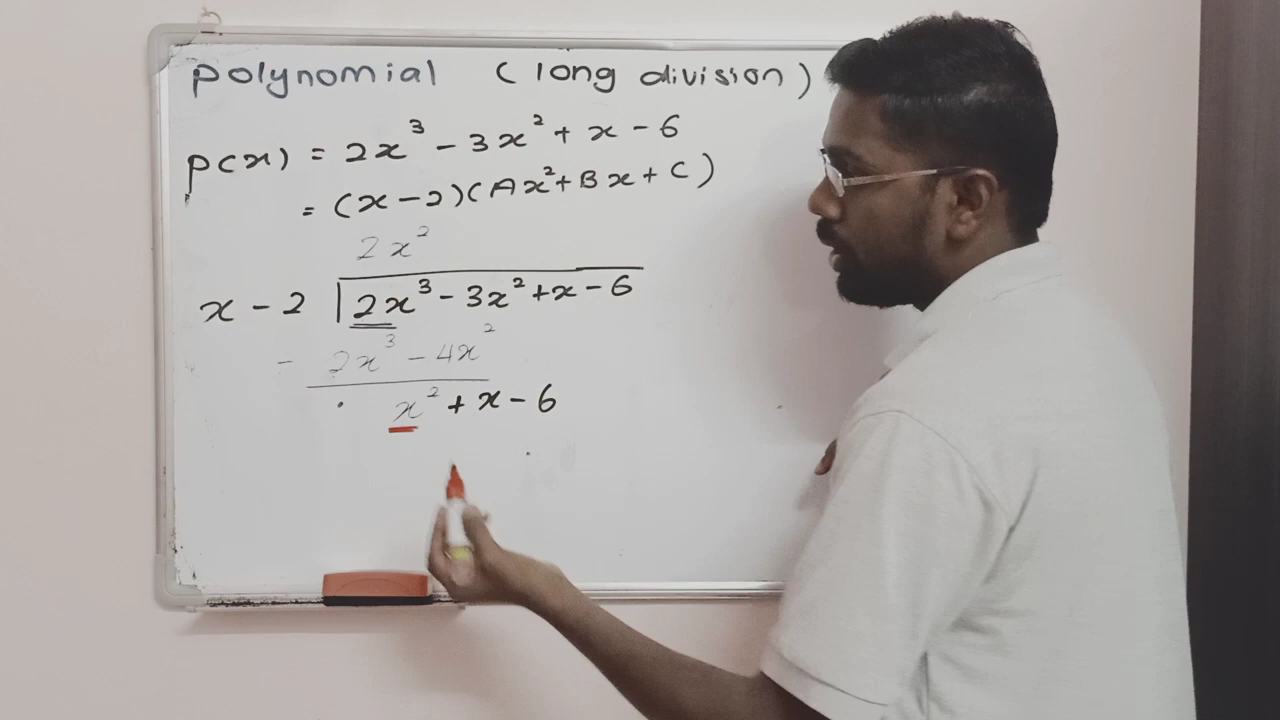 polynomial (long division)
p(x) = 2x³ - 3x² + x - 6
= (x - 2)(Ax² + Bx + C)
2x²
x - 2 √2x³ - 3x² + x - 6
- 2x³ - 4x²
x² + x - 6